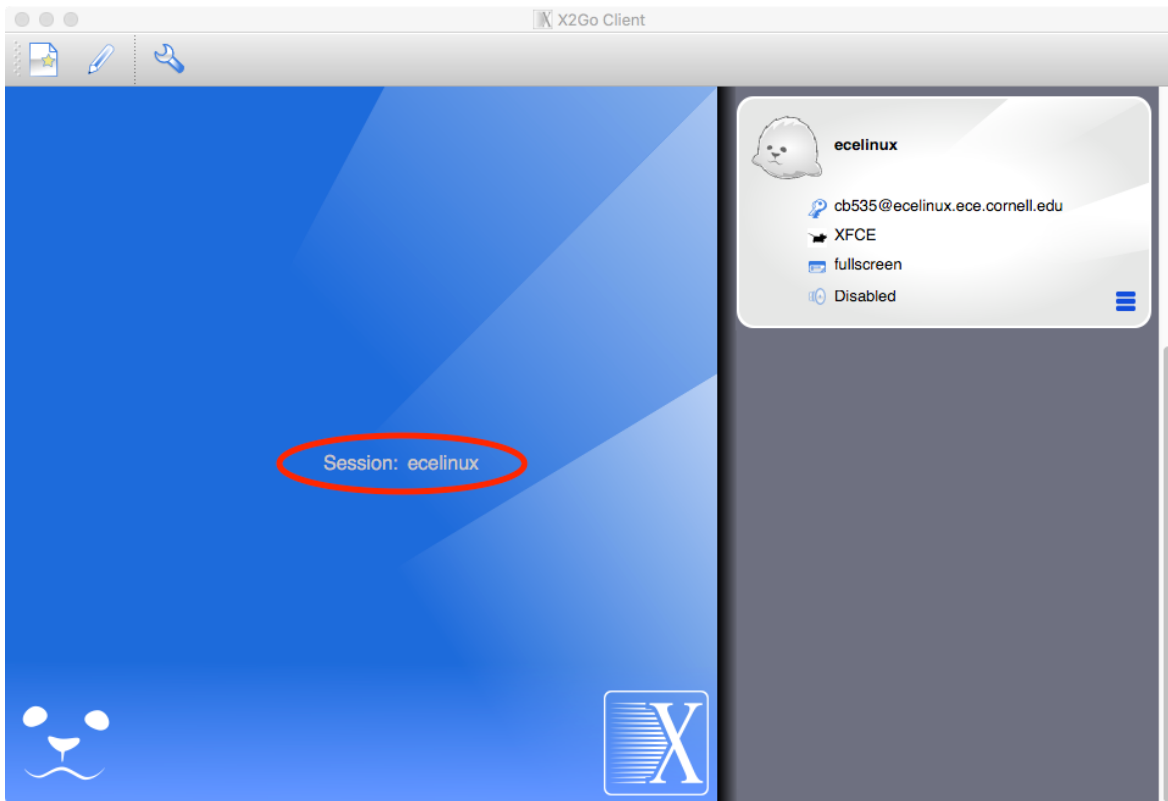 X2Go Client
ecelinux
cb535@ecelinux.ece.cornell.edu
XFCE
fullscreen
Disabled
Session: ecelinux
X